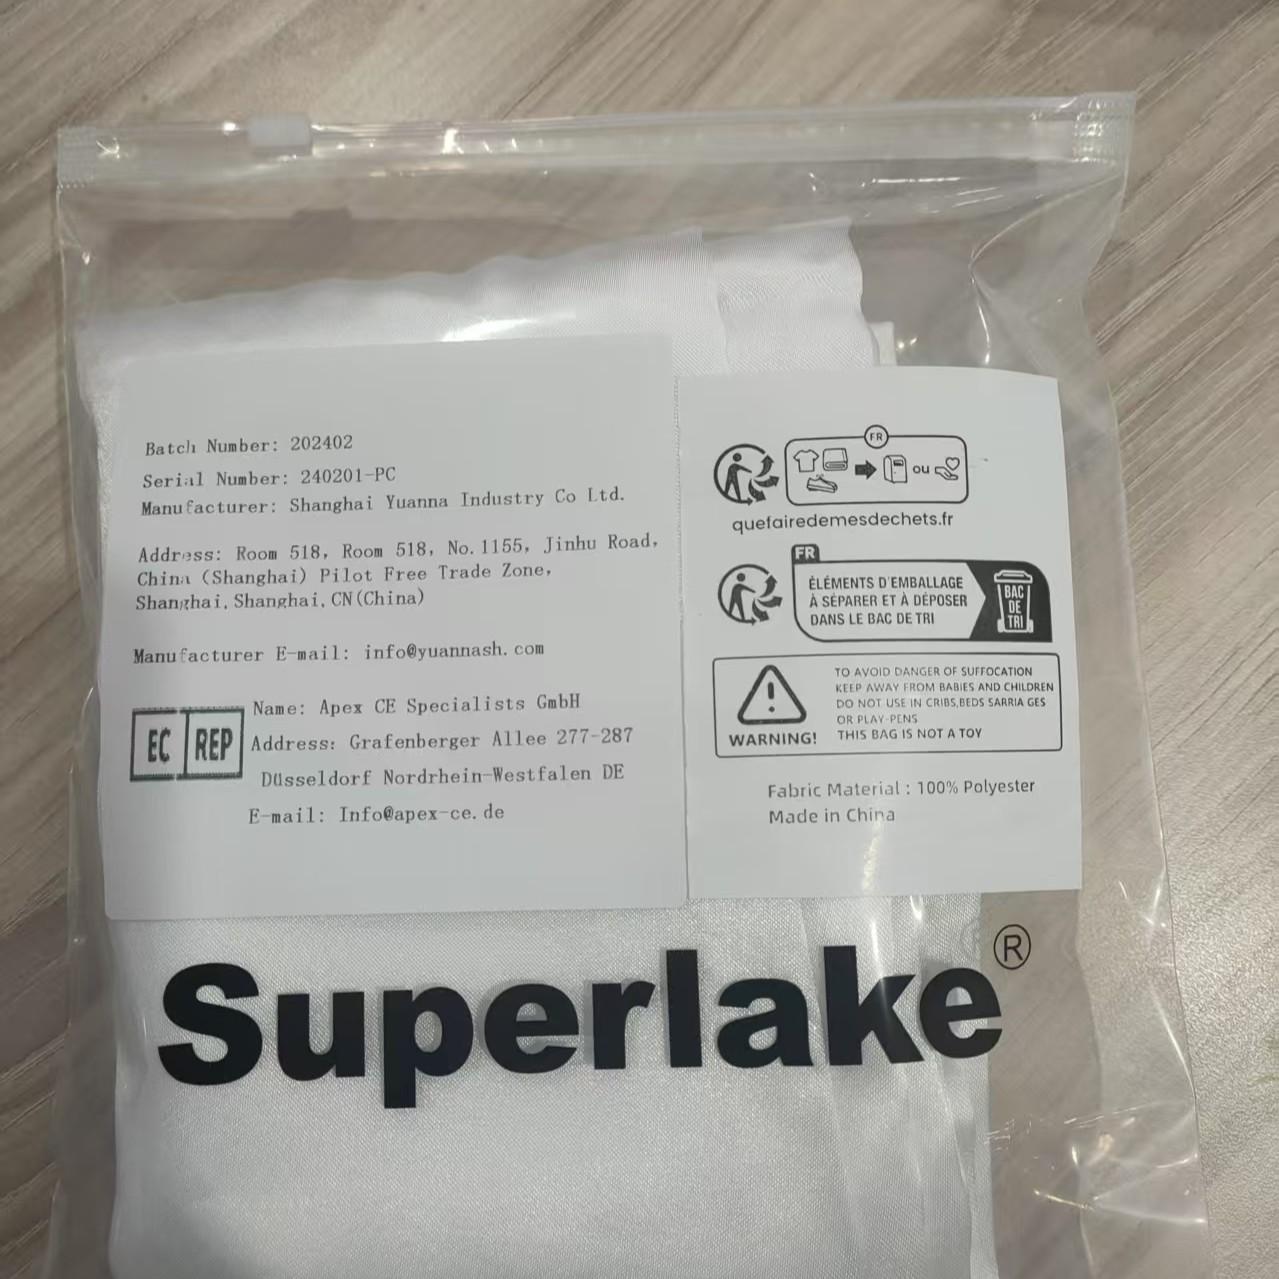 Batch Number: 202402
Serial Number: 240201-PC
Manufacturer: Shanghai Yuanna Industry Co Ltd.
Address: Room 518, Room 518, No.1155, Jinhu Road,
China (Shanghai) Pilot Free Trade Zone,
Shanghai,Shanghai,CN(China)
Manufacturer E-mail: info@yuannash.com
EC REP
Name: Apex CE Specialists GmbH
Address: Grafenberger Allee 277-287
Düsseldorf Nordrhein-Westfalen DE
E-mail: Info@apex-ce.de
FR
ou
quefairedemesdechets.fr
FR
ÉLÉMENTS D'EMBALLAGE
À SÉPARER ET À DÉPOSER
DANS LE BAC DE TRI
BAC
DE
TRI
WARNING!
TO AVOID DANGER OF SUFFOCATION
KEEP AWAY FROM BABIES AND CHILDREN
DO NOT USE IN CRIBS,BEDS SARRIA GES
OR PLAY-PENS
THIS BAG IS NOT A TOY
Fabric Material : 100% Polyester
Made in China
Superlake®